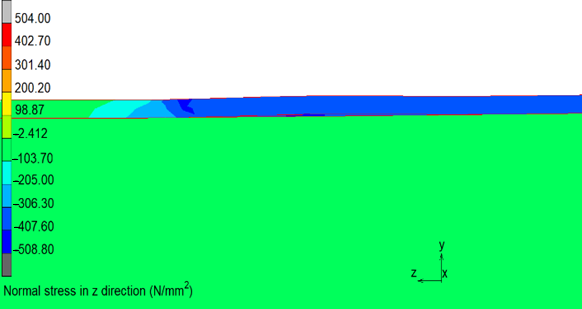 504.00
402.70
301.40
200.20
98.87
–2.412
–103.70
–205.00
–306.30
–407.60
–508.80
y
z
x
Normal stress in z direction (N/mm²)